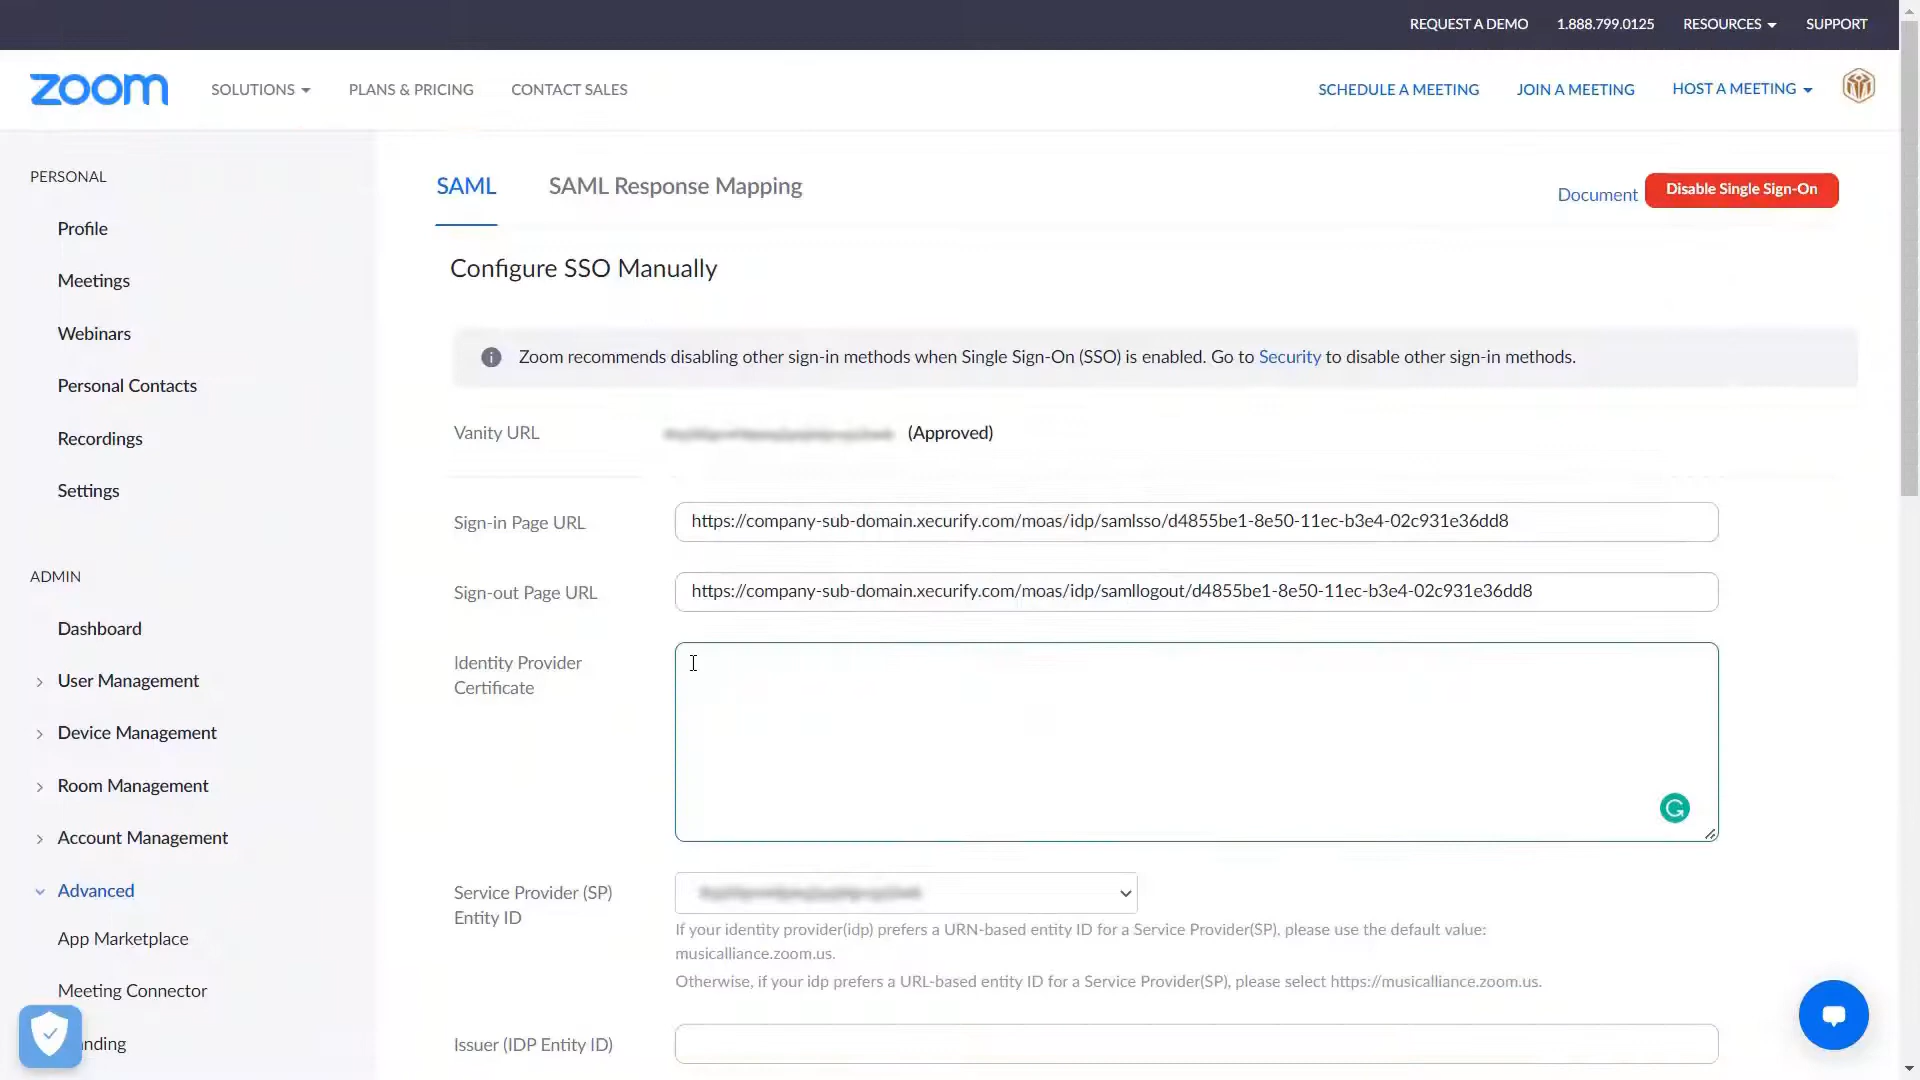 REQUEST A DEMO 1.888.799.0125 RESOURCES SUPPORT
zoom SOLUTIONS PLANS & PRICING CONTACT SALES SCHEDULE A MEETING JOIN A MEETING HOST A MEETING
PERSONAL
Profile
Meetings
Webinars
Personal Contacts
Recordings
Settings
ADMIN
Dashboard
User Management
Device Management
Room Management
Account Management
Advanced
App Marketplace
Meeting Connector
nding
SAML SAML Response Mapping Document Disable Single Sign-On
Configure SSO Manually
Zoom recommends disabling other sign-in methods when Single Sign-On (SSO) is enabled. Go to Security to disable other sign-in methods.
Vanity URL (Approved)
Sign-in Page URL https://company-sub-domain.xecurify.com/moas/idp/samlsso/d4855be1-8e50-11ec-b3e4-02c931e36dd8
Sign-out Page URL https://company-sub-domain.xecurify.com/moas/idp/samllogout/d4855be1-8e50-11ec-b3e4-02c931e36dd8
Identity Provider
Certificate
Service Provider (SP)
Entity ID
If your identity provider(idp) prefers a URN-based entity ID for a Service Provider(SP), please use the default value:
musicalliance.zoom.us.
Otherwise, if your idp prefers a URL-based entity ID for a Service Provider(SP), please select https://musicalliance.zoom.us.
Issuer (IDP Entity ID)